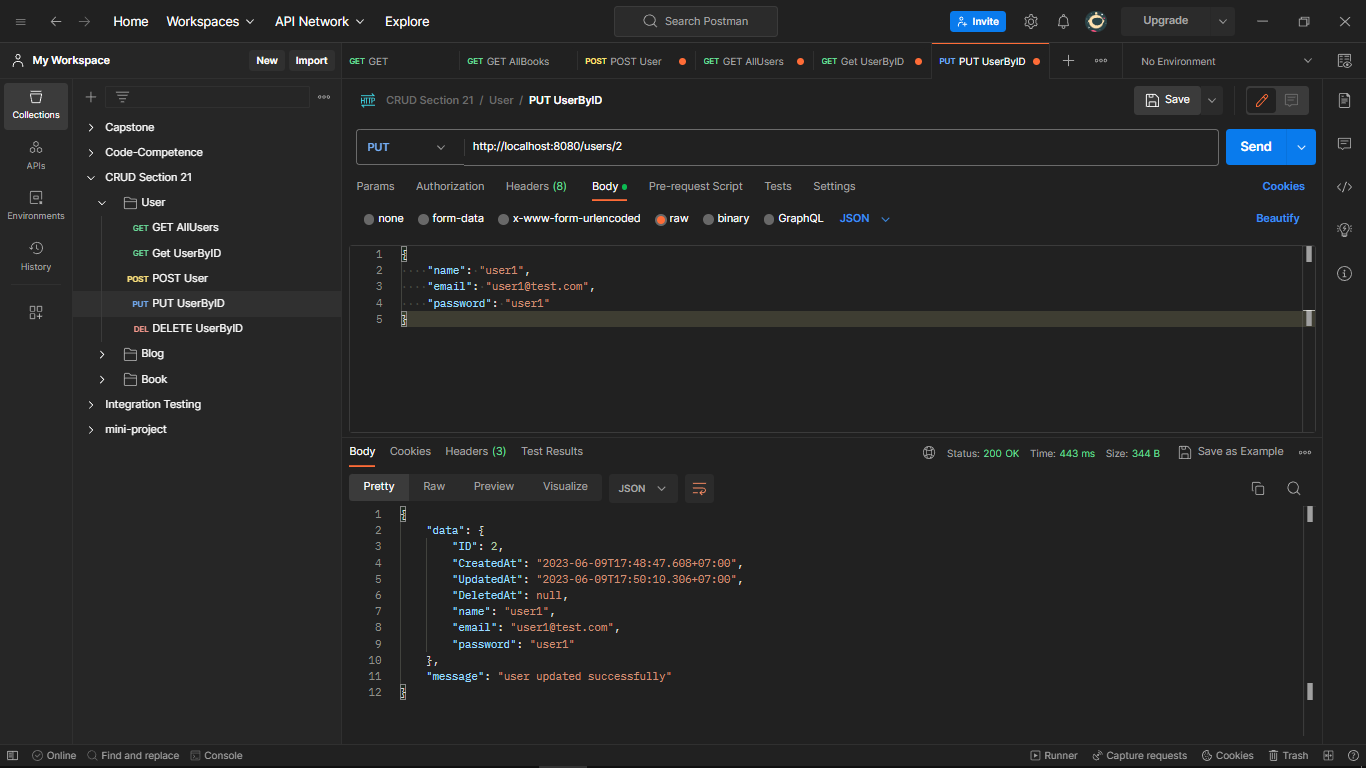 Home Workspaces API Network Explore Search Postman Invite Upgrade
My Workspace New Import GET GET GET AllBooks POST POST User GET GET AllUsers GET Get UserByID PUT PUT UserByID No Environment
Collections
APIs
Environments
History
Capstone
Code-Competence
CRUD Section 21
User
GET GET AllUsers
GET Get UserByID
POST POST User
PUT PUT UserByID
DEL DELETE UserByID
Blog
Book
Integration Testing
mini-project
HTTP CRUD Section 21 / User / PUT UserByID Save
PUT http://localhost:8080/users/2 Send
Params Authorization Headers (8) Body Pre-request Script Tests Settings Cookies
none form-data x-www-form-urlencoded raw binary GraphQL JSON Beautify
1 {
2 "name": "user1",
3 "email": "user1@test.com",
4 "password": "user1"
5 }
Body Cookies Headers (3) Test Results Status: 200 OK Time: 443 ms Size: 344 B Save as Example
Pretty Raw Preview Visualize JSON
1 {
2 "data": {
3 "ID": 2,
4 "CreatedAt": "2023-06-09T17:48:47.608+07:00",
5 "UpdatedAt": "2023-06-09T17:50:10.306+07:00",
6 "DeletedAt": null,
7 "name": "user1",
8 "email": "user1@test.com",
9 "password": "user1"
10 },
11 "message": "user updated successfully"
12 }
Online Find and replace Console Runner Capture requests Cookies Trash